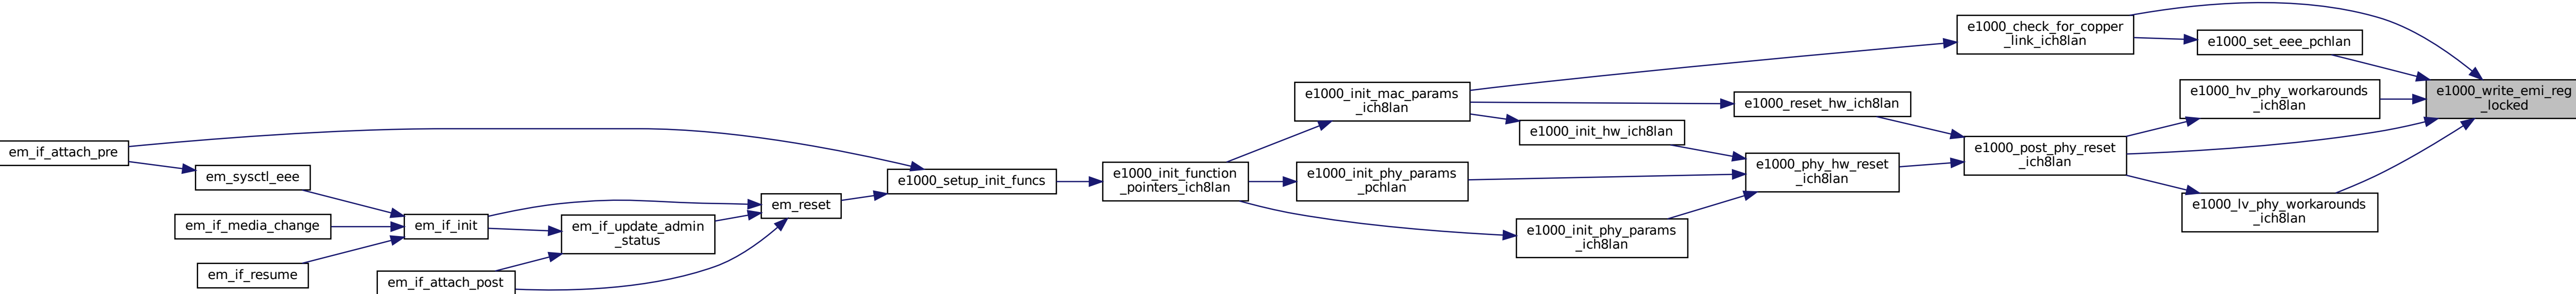 em_if_attach_pre
em_sysctl_eee
em_if_media_change
em_if_resume
em_if_init
em_if_attach_post
em_if_update_admin
_status
em_reset
e1000_setup_init_funcs
e1000_init_function
_pointers_ich8lan
e1000_init_mac_params
_ich8lan
e1000_init_phy_params
_pchlan
e1000_init_hw_ich8lan
e1000_init_phy_params
_ich8lan
e1000_reset_hw_ich8lan
e1000_phy_hw_reset
_ich8lan
e1000_check_for_copper
_link_ich8lan
e1000_post_phy_reset
_ich8lan
e1000_set_eee_pchlan
e1000_hv_phy_workarounds
_ich8lan
e1000_lv_phy_workarounds
_ich8lan
e1000_write_emi_reg
_locked